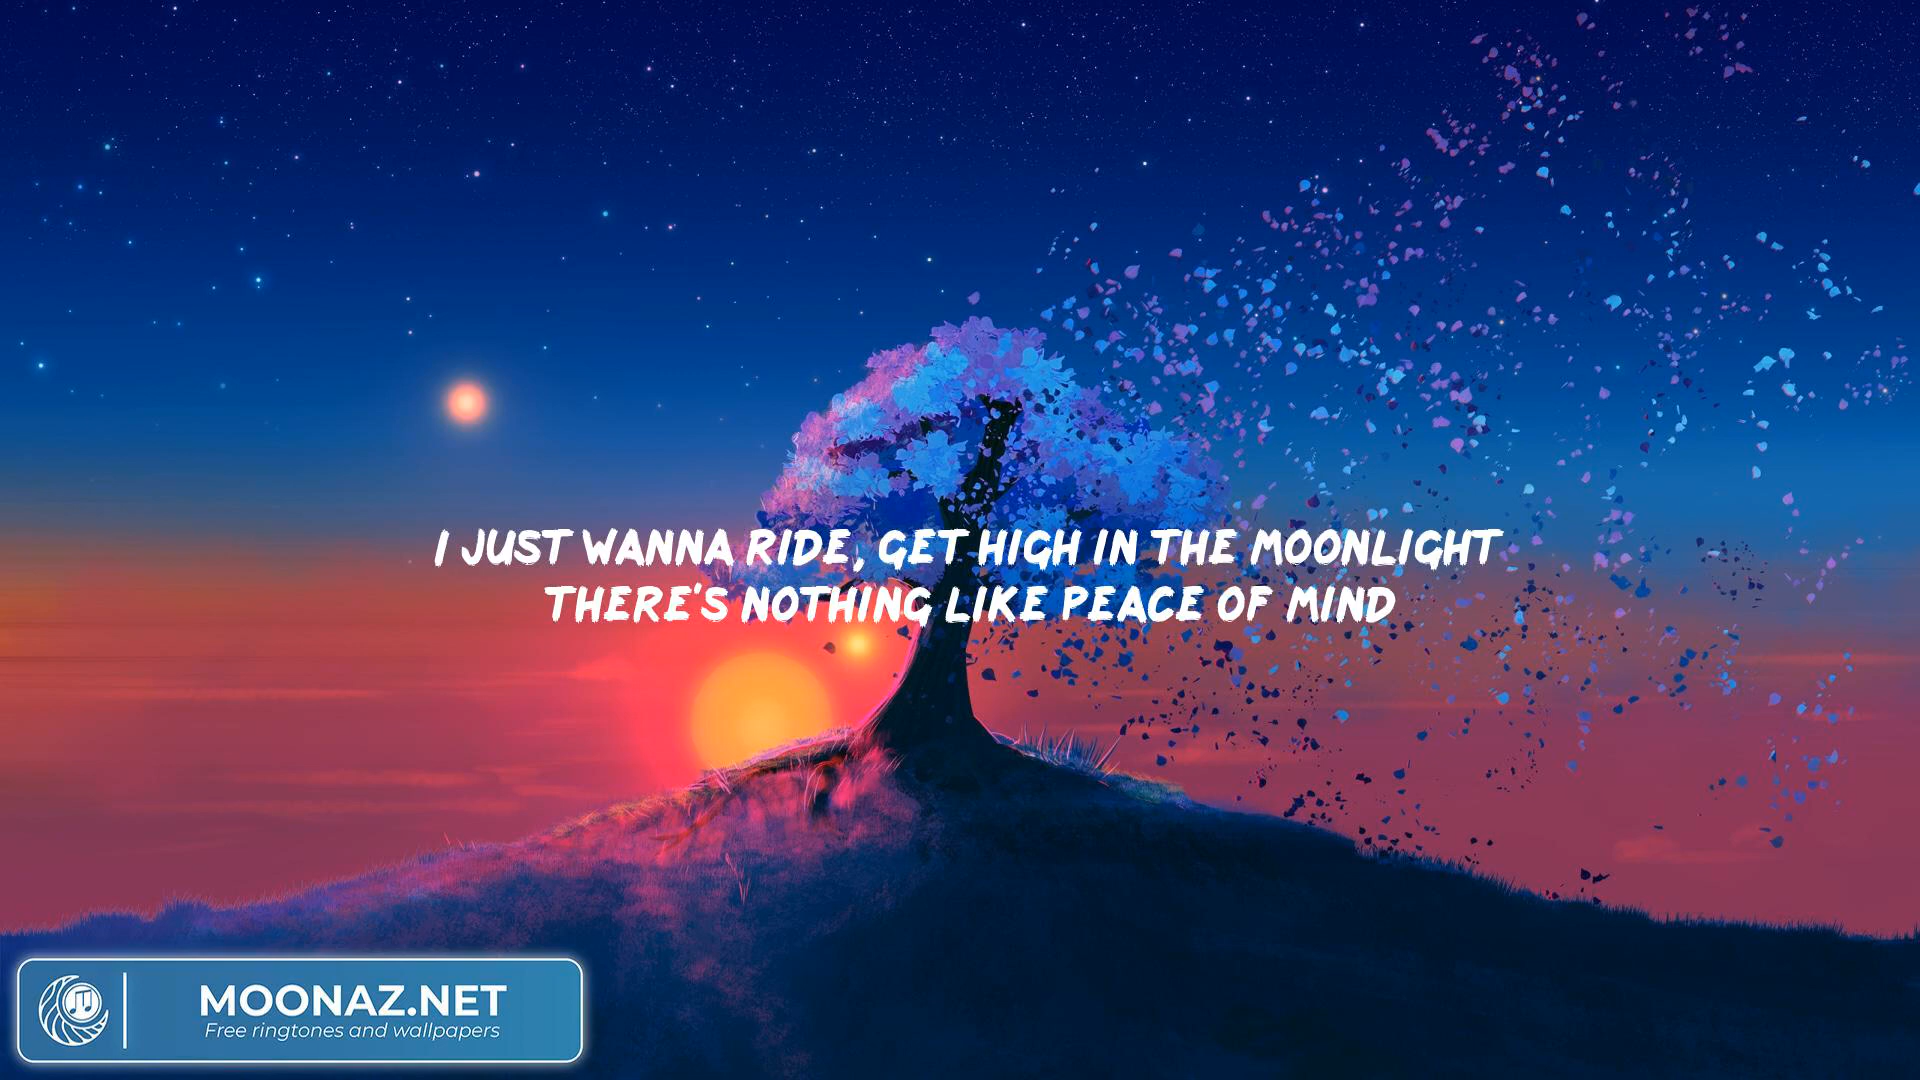 I JUST WANNA RIDE, GET HIGH IN THE MOONLIGHT
THERE'S NOTHING LIKE PEACE OF MIND
MOONAZ.NET
Free ringtones and wallpapers